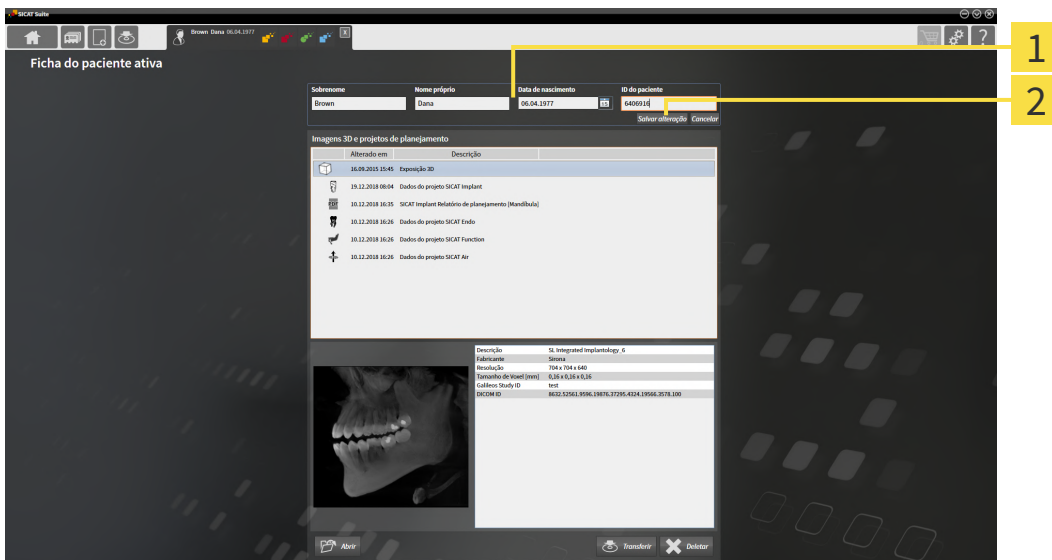 SICAT Suite
Brown Dana 06.04.1977
x
?
1
Ficha do paciente ativa
Sobrenome Nome próprio Data de nascimento ID do paciente
Brown Dana 06.04.1977 15 6406916
2
Salvar alteração Cancelar
Imagens 3D e projetos de planejamento
Alterado em Descrição
16.09.2015 15:45 Exposição 3D
19.12.2018 08:04 Dados do projeto SICAT Implant
PDF 10.12.2018 16:35 SICAT Implant Relatório de planejamento [Mandíbula]
10.12.2018 16:26 Dados do projeto SICAT Endo
10.12.2018 16:26 Dados do projeto SICAT Function
10.12.2018 16:26 Dados do projeto SICAT Air
Descrição SL Integrated Implantology_6
Fabricante Sirona
Resolução 704 x 704 x 640
Tamanho de Voxel [mm] 0,16 x 0,16 x 0,16
Galileos Study ID test
DICOM ID 8632.52561.9596.19876.37295.4324.19566.3578.100
Abrir Transferir Deletar